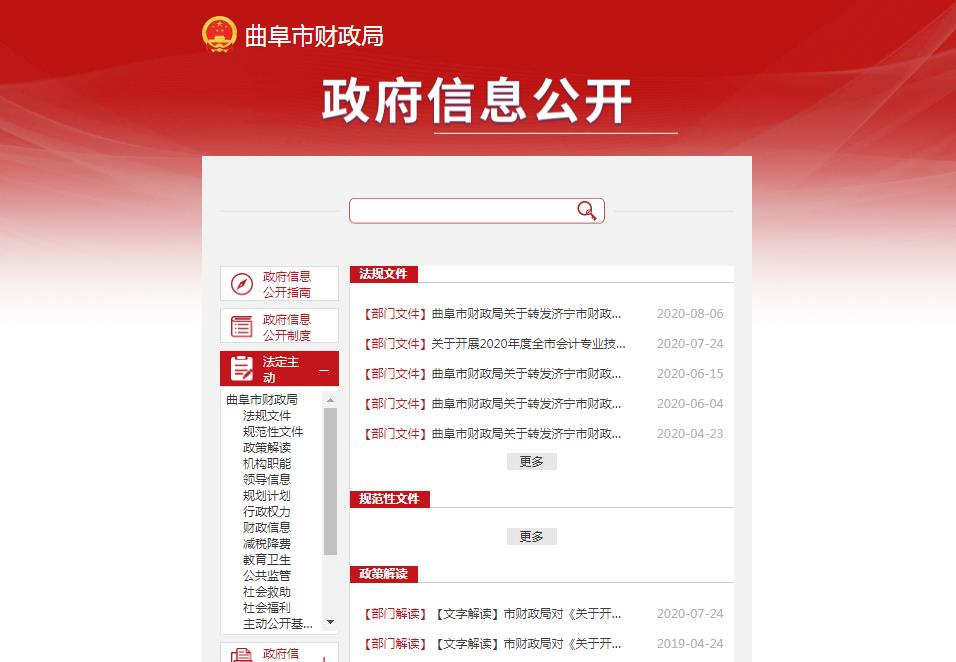 曲阜市财政局
政府信息公开
政府信息
公开指南
政府信息
公开制度
法定主
动
曲阜市财政局
法规文件
规范性文件
政策解读
机构职能
领导信息
规划计划
行政权力
财政信息
减税降费
教育卫生
公共监管
社会救助
社会福利
主动公开基...
政府信
法规文件
【部门文件】曲阜市财政局关于转发济宁市财政... 2020-08-06
【部门文件】关于开展2020年度全市会计专业技... 2020-07-24
【部门文件】曲阜市财政局关于转发济宁市财政... 2020-06-15
【部门文件】曲阜市财政局关于转发济宁市财政... 2020-06-04
【部门文件】曲阜市财政局关于转发济宁市财政... 2020-04-23
更多
规范性文件
更多
政策解读
【部门解读】【文字解读】市财政局对《关于开... 2020-07-24
【部门解读】【文字解读】市财政局对《关于开... 2019-04-24